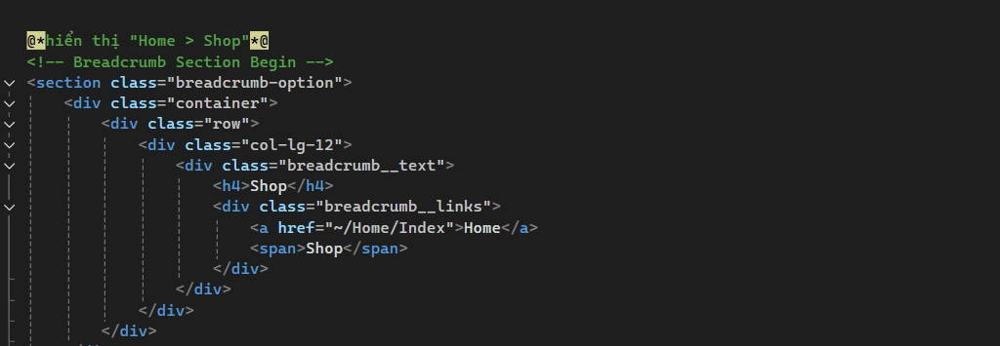 @*hiển thị "Home > Shop"*@
<!-- Breadcrumb Section Begin -->
<section class="breadcrumb-option">
<div class="container">
<div class="row">
<div class="col-lg-12">
<div class="breadcrumb__text">
<h4>Shop</h4>
<div class="breadcrumb__links">
<a href="~/Home/Index">Home</a>
<span>Shop</span>
</div>
</div>
</div>
</div>